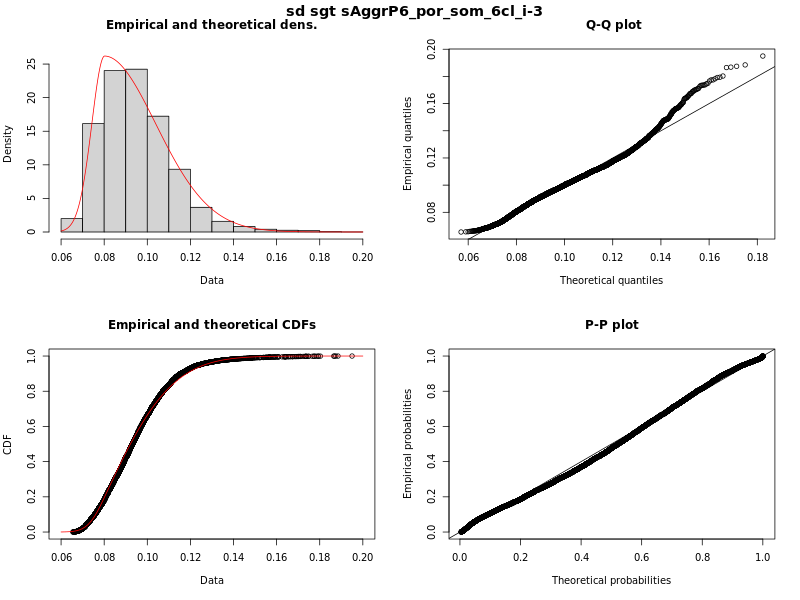 sd sgt sAggrP6_por_som_6cl_i-3
Empirical and theoretical dens.
Density
0 5 10 15 20 25
0.06 0.08 0.10 0.12 0.14 0.16 0.18 0.20
Data
Q-Q plot
Empirical quantiles
0.08 0.12 0.16 0.20
0.06 0.08 0.10 0.12 0.14 0.16 0.18
Theoretical quantiles
Empirical and theoretical CDFs
CDF
0.0 0.2 0.4 0.6 0.8 1.0
0.06 0.08 0.10 0.12 0.14 0.16 0.18 0.20
Data
P-P plot
Empirical probabilities
0.0 0.2 0.4 0.6 0.8 1.0
0.0 0.2 0.4 0.6 0.8 1.0
Theoretical probabilities